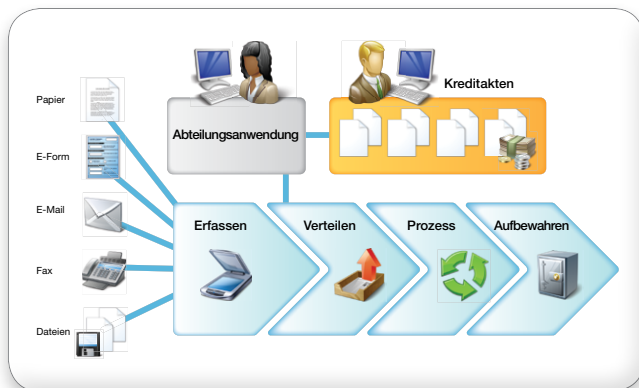 Kreditakten
Abteilungsanwendung
Papier
E-Form
E-Mail
Fax
Dateien
Erfassen
Verteilen
Prozess
Aufbewahren